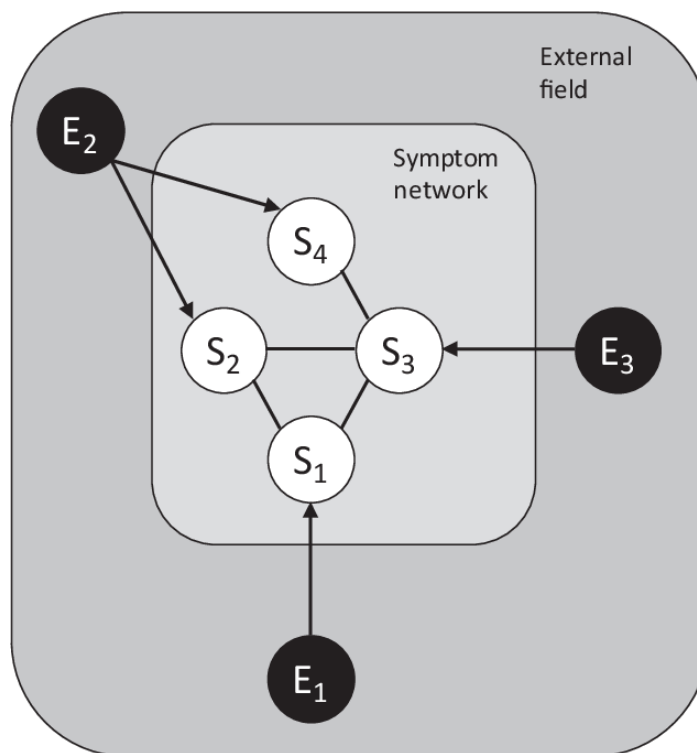 External
field
E₂
Symptom
network
S₄
S₂
S₃
E₃
S₁
E₁